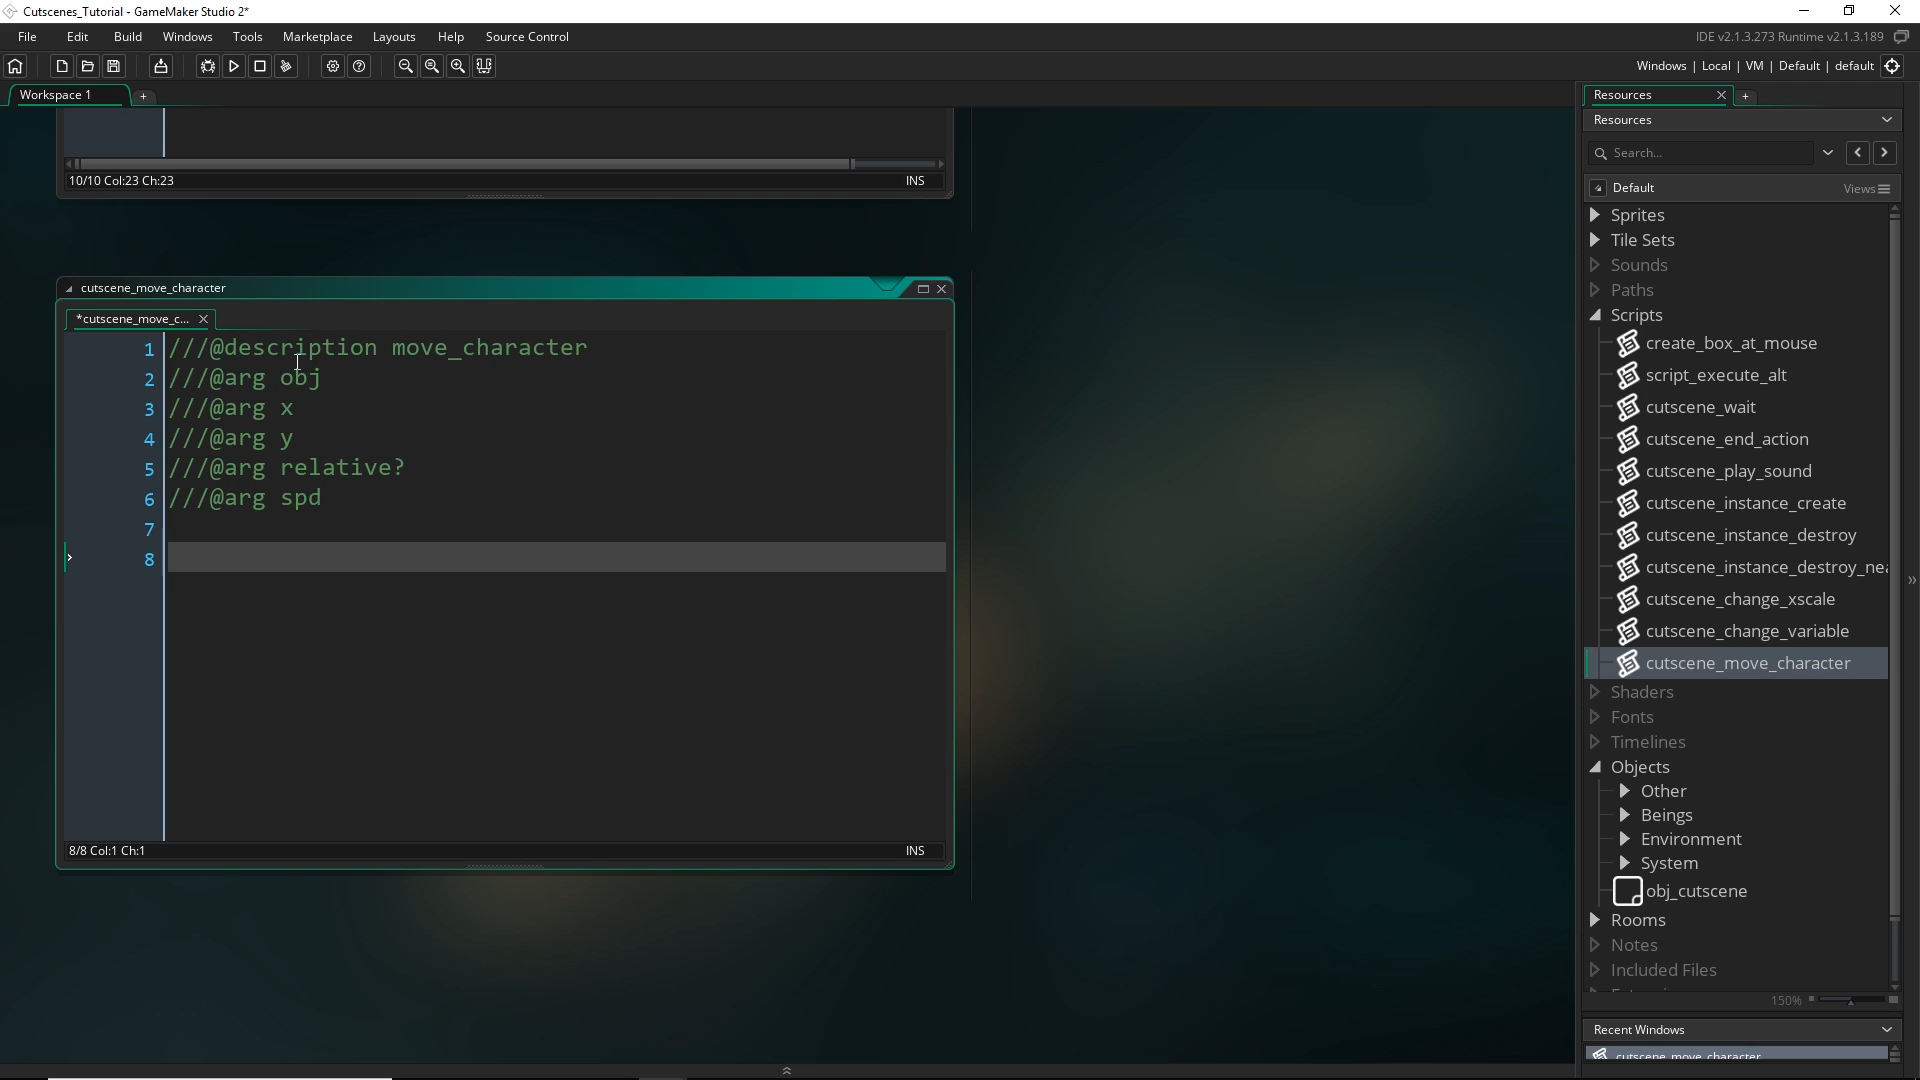 Cutscenes_Tutorial - GameMaker Studio 2*
File Edit Build Windows Tools Marketplace Layouts Help Source Control
IDE v2.1.3.273 Runtime v2.1.3.189
Windows | Local | VM | Default | default
Workspace 1
10/10 Col:23 Ch:23 INS
cutscene_move_character
*cutscene_move_c...
1 ///@description move_character
2 ///@arg obj
3 ///@arg x
4 ///@arg y
5 ///@arg relative?
6 ///@arg spd
7
8
8/8 Col:1 Ch:1 INS
Resources
Resources
Search...
Default Views
Sprites
Tile Sets
Sounds
Paths
Scripts
create_box_at_mouse
script_execute_alt
cutscene_wait
cutscene_end_action
cutscene_play_sound
cutscene_instance_create
cutscene_instance_destroy
cutscene_instance_destroy_nea
cutscene_change_xscale
cutscene_change_variable
cutscene_move_character
Shaders
Fonts
Timelines
Objects
Other
Beings
Environment
System
obj_cutscene
Rooms
Notes
Included Files
150%
Recent Windows
cutscene_move_character